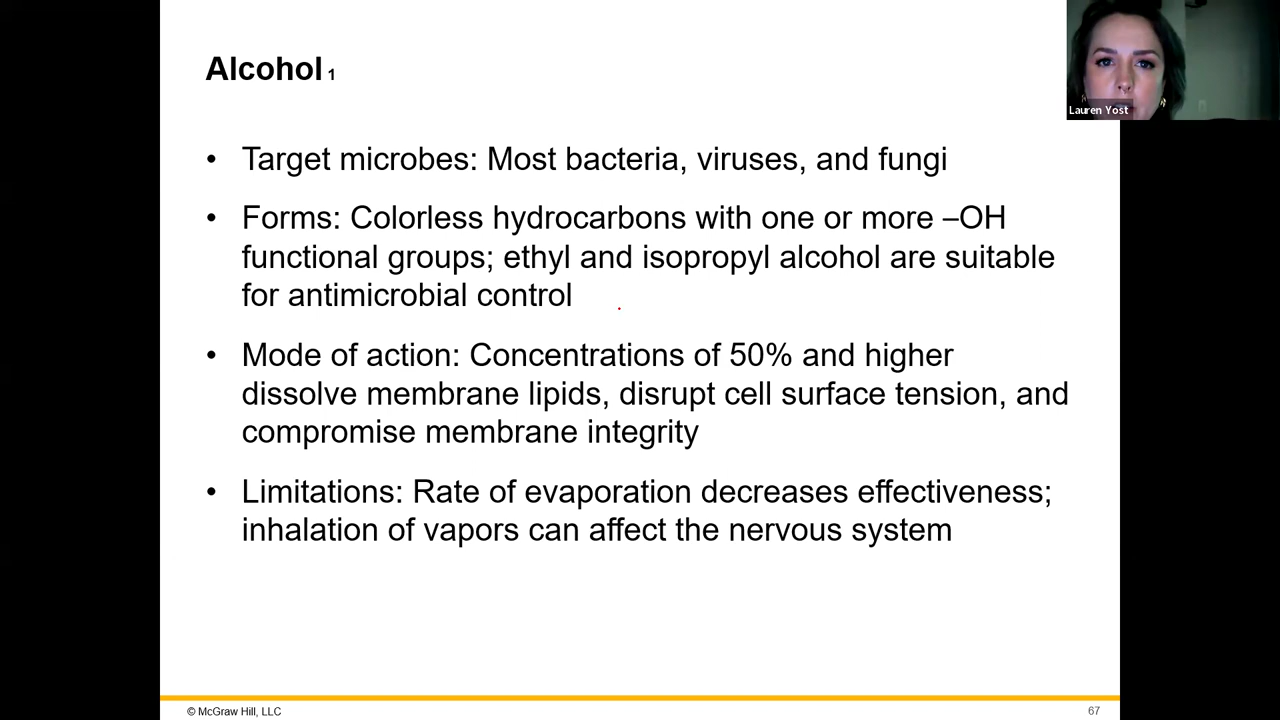 Alcohol 1
Lauren Yost
• Target microbes: Most bacteria, viruses, and fungi
• Forms: Colorless hydrocarbons with one or more –OH
functional groups; ethyl and isopropyl alcohol are suitable
for antimicrobial control
• Mode of action: Concentrations of 50% and higher
dissolve membrane lipids, disrupt cell surface tension, and
compromise membrane integrity
• Limitations: Rate of evaporation decreases effectiveness;
inhalation of vapors can affect the nervous system
© McGraw Hill, LLC
67